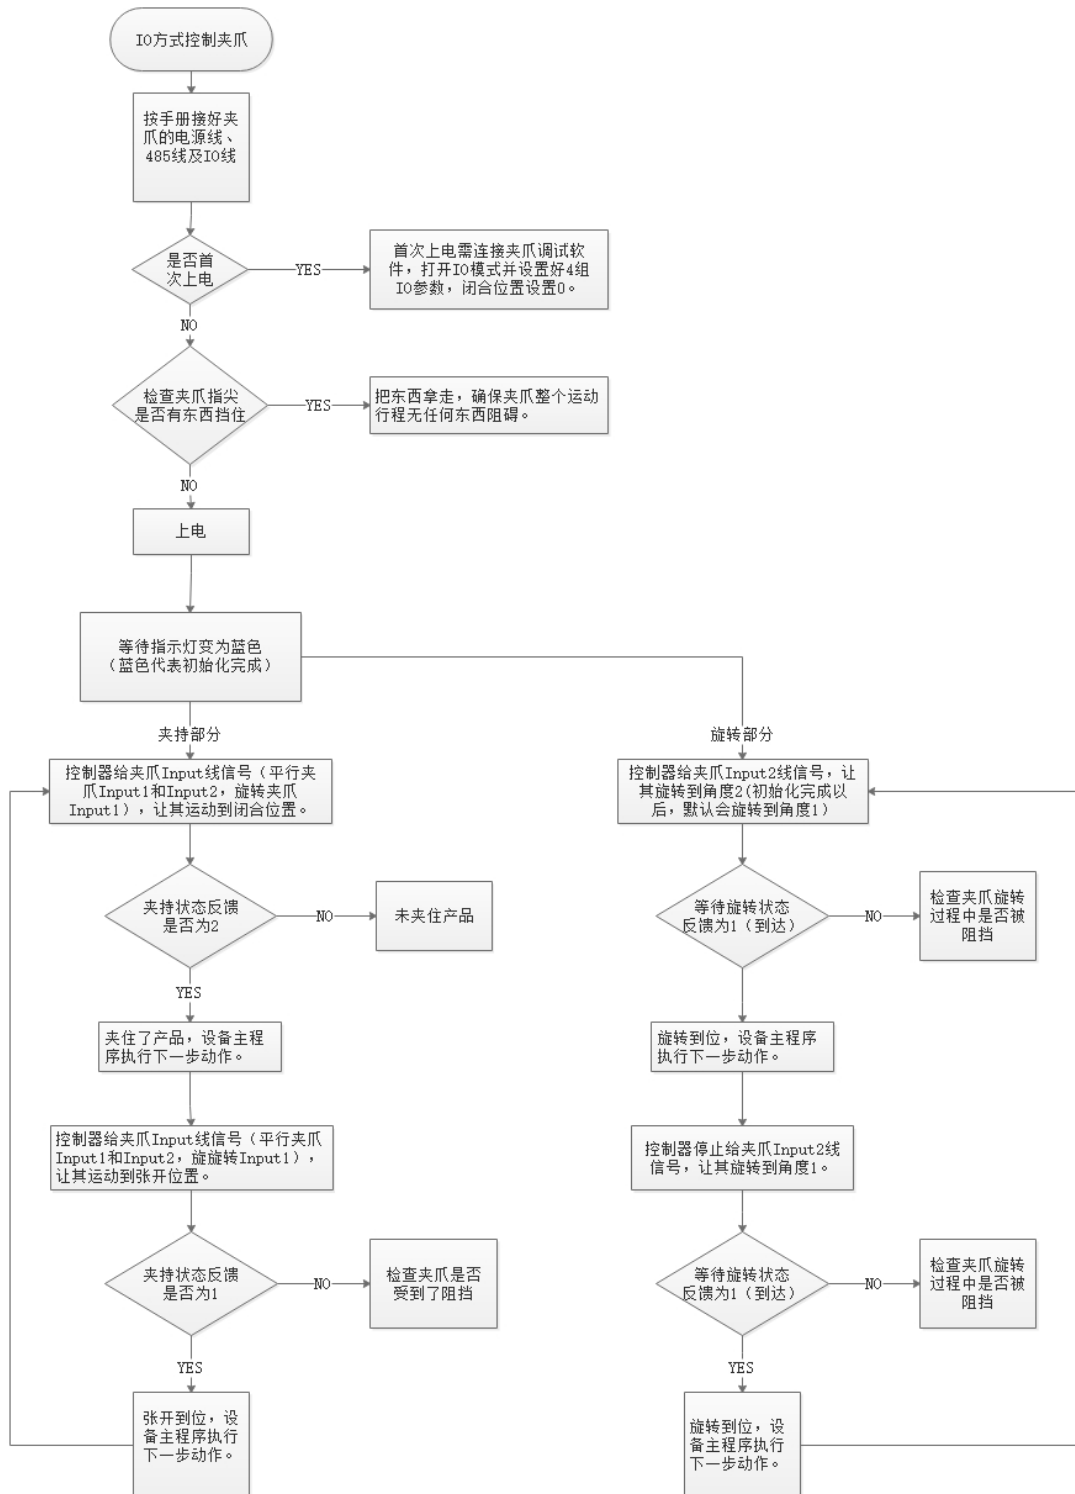 IO方式控制夹爪
按手册接好夹
爪的电源线、
485线及IO线
是否首
次上电
YES
首次上电需连接夹爪调试软
件，打开IO模式并设置好4组
IO参数，闭合位置设置0。
NO
检查夹爪指尖
是否有东西挡住
YES
把东西拿走，确保夹爪整个运动
行程无任何东西阻碍。
NO
上电
等待指示灯变为蓝色
（蓝色代表初始化完成）
夹持部分
控制器给夹爪Input线信号（平行夹
爪Input1和Input2，旋转夹爪
Input1），让其运动到闭合位置。
夹持状态反馈
是否为2
NO
未夹住产品
YES
夹住了产品，设备主程
序执行下一步动作。
控制器给夹爪Input线信号（平行夹爪
Input1和Input2，旋旋转Input1），
让其运动到张开位置。
夹持状态反馈
是否为1
NO
检查夹爪是否
受到了阻挡
YES
张开到位，设
备主程序执行
下一步动作。
旋转部分
控制器给夹爪Input2线信号，让
其旋转到角度2(初始化完成以
后，默认会旋转到角度1)
等待旋转状态
反馈为1（到达）
NO
检查夹爪旋转
过程中是否被
阻挡
旋转到位，设备主程序
执行下一步动作。
控制器停止给夹爪Input2线
信号，让其旋转到角度1。
等待旋转状态
反馈为1（到达）
NO
检查夹爪旋转
过程中是否被
阻挡
YES
旋转到位，设
备主程序执行
下一步动作。